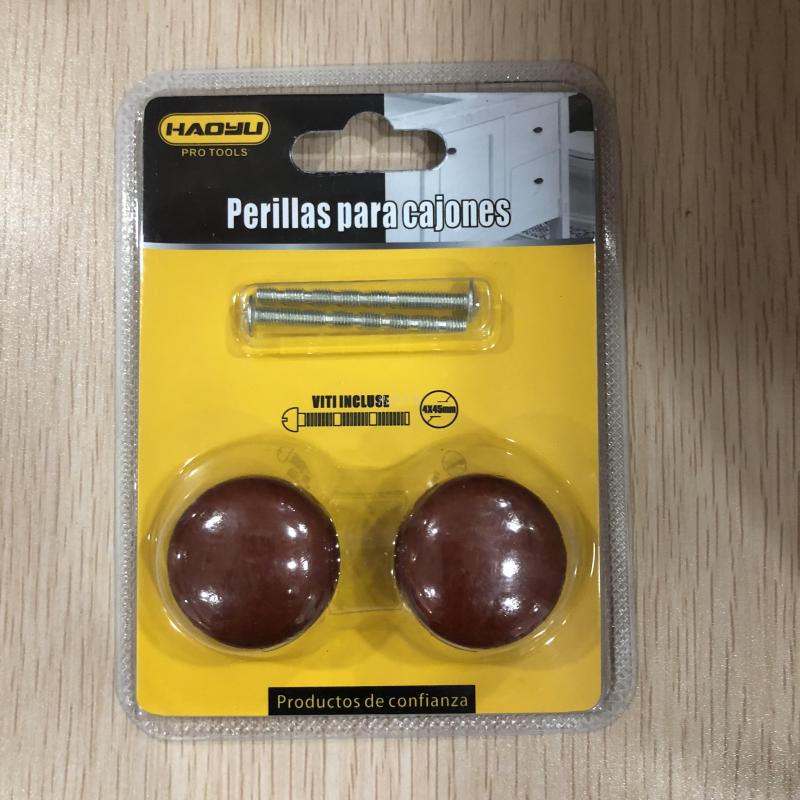 HAOYU
PRO TOOLS
Perillas para cajones
VITI INCLUSE
4X45mm
Productos de confianza